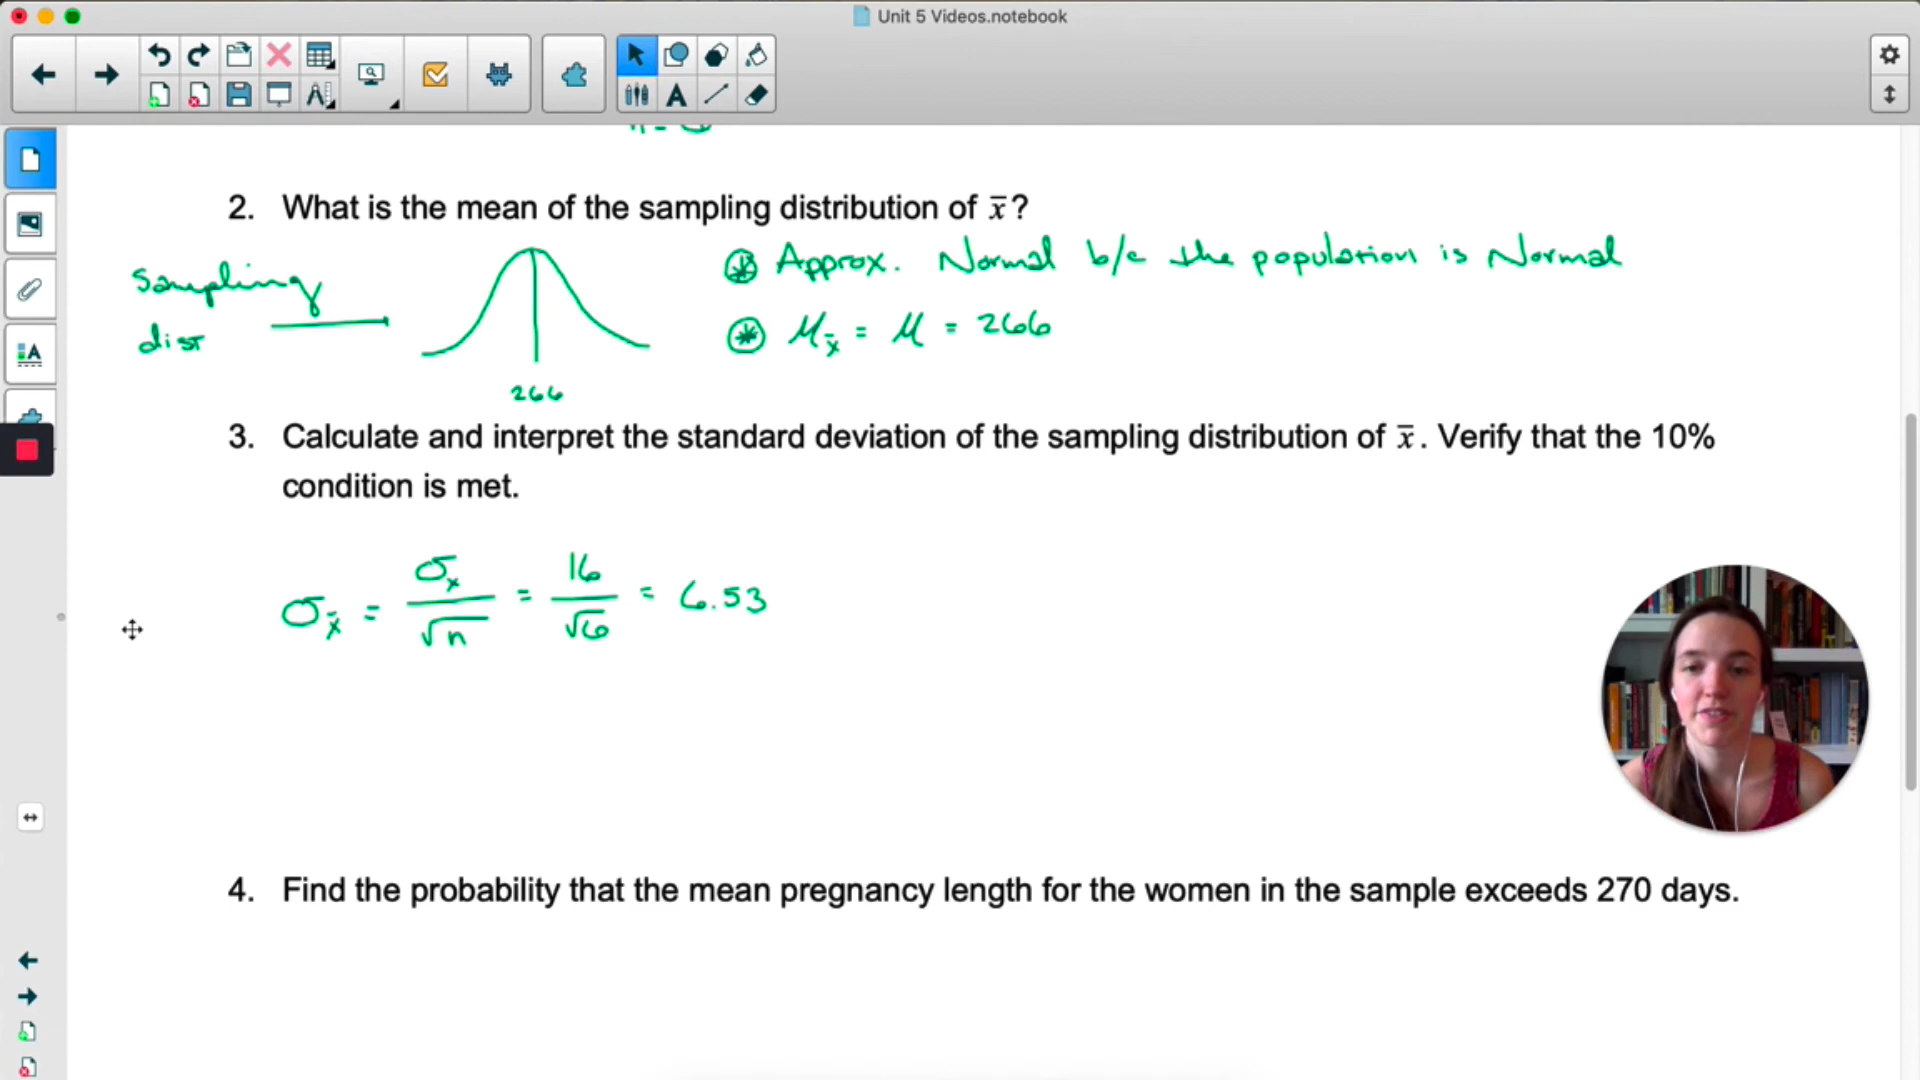 Unit 5 Videos.notebook
2. What is the mean of the sampling distribution of x̄?
Sampling
dist
266
⊛ Approx. Normal b/c the population is Normal
⊛ μx̄ = μ = 266
3. Calculate and interpret the standard deviation of the sampling distribution of x̄. Verify that the 10%
condition is met.
σx̄ = σx / √n = 16 / √6 = 6.53
4. Find the probability that the mean pregnancy length for the women in the sample exceeds 270 days.